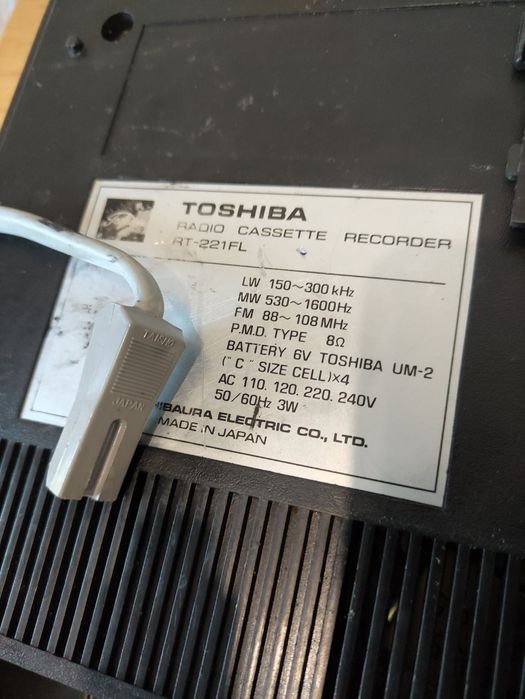 TOSHIBA
RADIO CASSETTE RECORDER
RT-221FL
LW 150~300 kHz
MW 530~1600Hz
FM 88~108MHz
P.M.D. TYPE 8Ω
BATTERY 6V TOSHIBA UM-2
("C" SIZE CELL)×4
AC 110. 120. 220. 240V
50/60Hz 3W
HIBAURA ELECTRIC CO., LTD.
MADE IN JAPAN
JAPAN